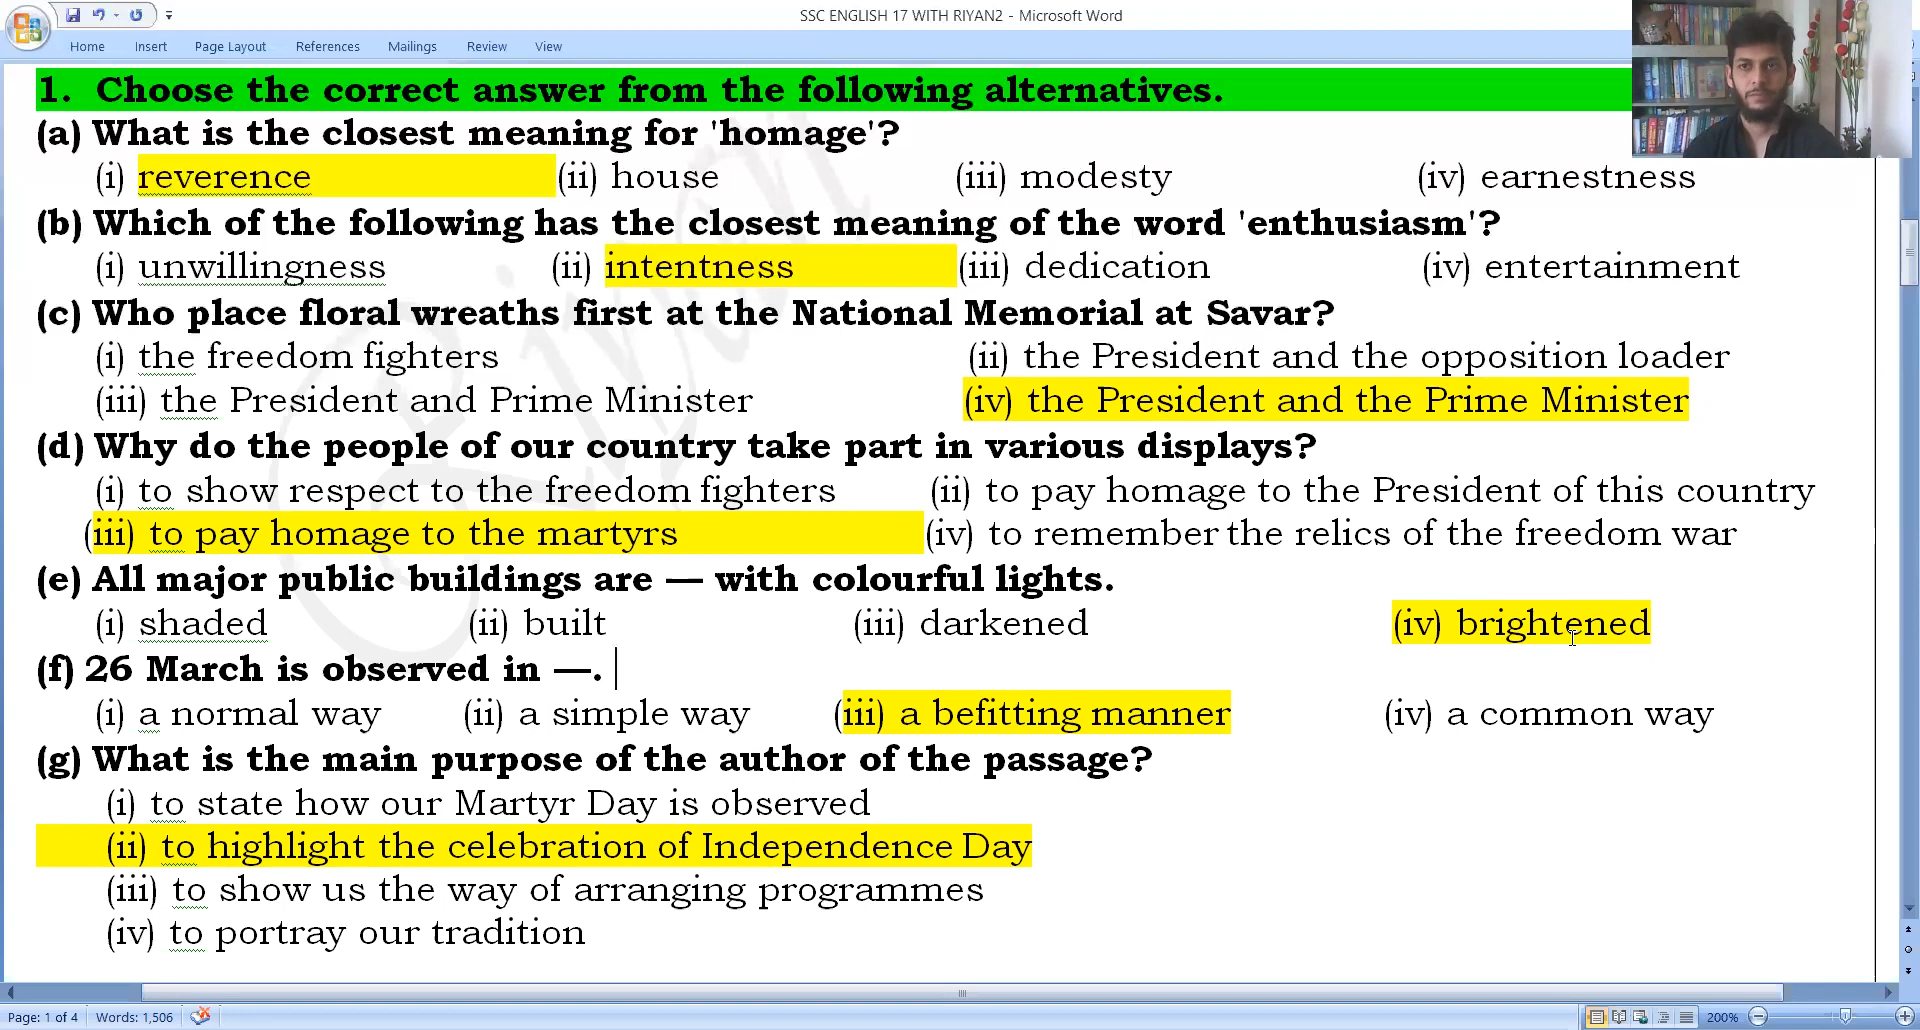 SSC ENGLISH 17 WITH RIYAN2 - Microsoft Word
Home Insert Page Layout References Mailings Review View
1. Choose the correct answer from the following alternatives.
(a) What is the closest meaning for 'homage'?
(i) reverence (ii) house (iii) modesty (iv) earnestness
(b) Which of the following has the closest meaning of the word 'enthusiasm'?
(i) unwillingness (ii) intentness (iii) dedication (iv) entertainment
(c) Who place floral wreaths first at the National Memorial at Savar?
(i) the freedom fighters (ii) the President and the opposition loader
(iii) the President and Prime Minister (iv) the President and the Prime Minister
(d) Why do the people of our country take part in various displays?
(i) to show respect to the freedom fighters (ii) to pay homage to the President of this country
(iii) to pay homage to the martyrs (iv) to remember the relics of the freedom war
(e) All major public buildings are — with colourful lights.
(i) shaded (ii) built (iii) darkened (iv) brightened
(f) 26 March is observed in —.
(i) a normal way (ii) a simple way (iii) a befitting manner (iv) a common way
(g) What is the main purpose of the author of the passage?
(i) to state how our Martyr Day is observed
(ii) to highlight the celebration of Independence Day
(iii) to show us the way of arranging programmes
(iv) to portray our tradition
Riyan
Page: 1 of 4 Words: 1,506 200%